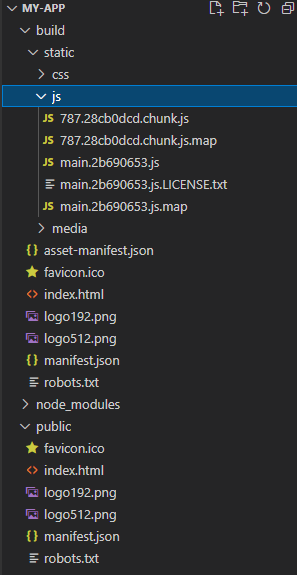 MY-APP
build
static
css
js
JS 787.28cb0dcd.chunk.js
JS 787.28cb0dcd.chunk.js.map
JS main.2b690653.js
main.2b690653.js.LICENSE.txt
JS main.2b690653.js.map
media
{} asset-manifest.json
favicon.ico
<> index.html
logo192.png
logo512.png
{} manifest.json
robots.txt
node_modules
public
favicon.ico
<> index.html
logo192.png
logo512.png
{} manifest.json
robots.txt